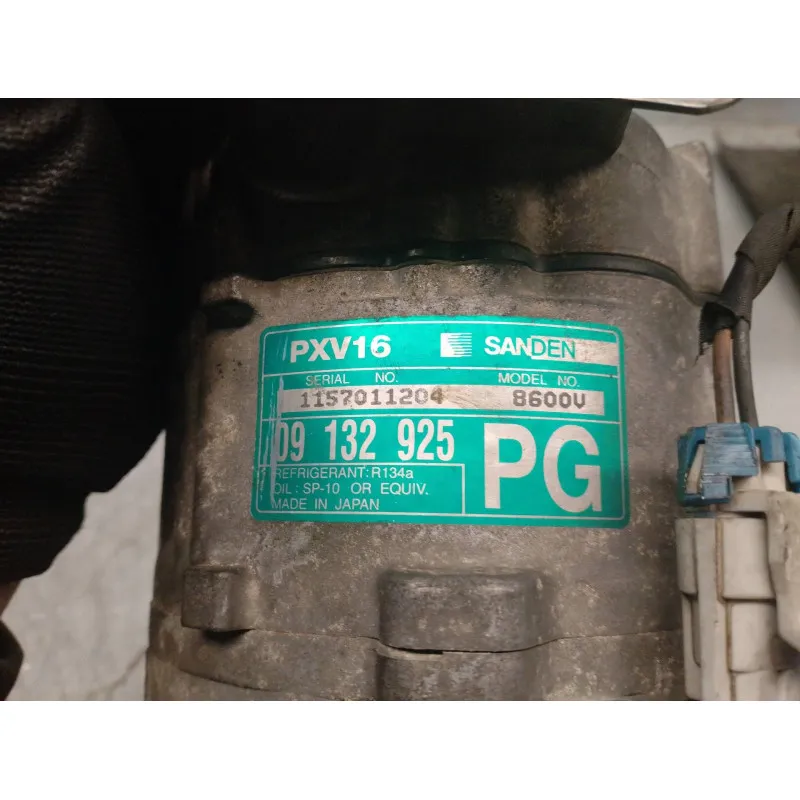 PXV16 SANDEN
SERIAL NO. MODEL NO.
1157011204 8600V
09 132 925 PG
REFRIGERANT:R134a
OIL: SP-10 OR EQUIV.
MADE IN JAPAN